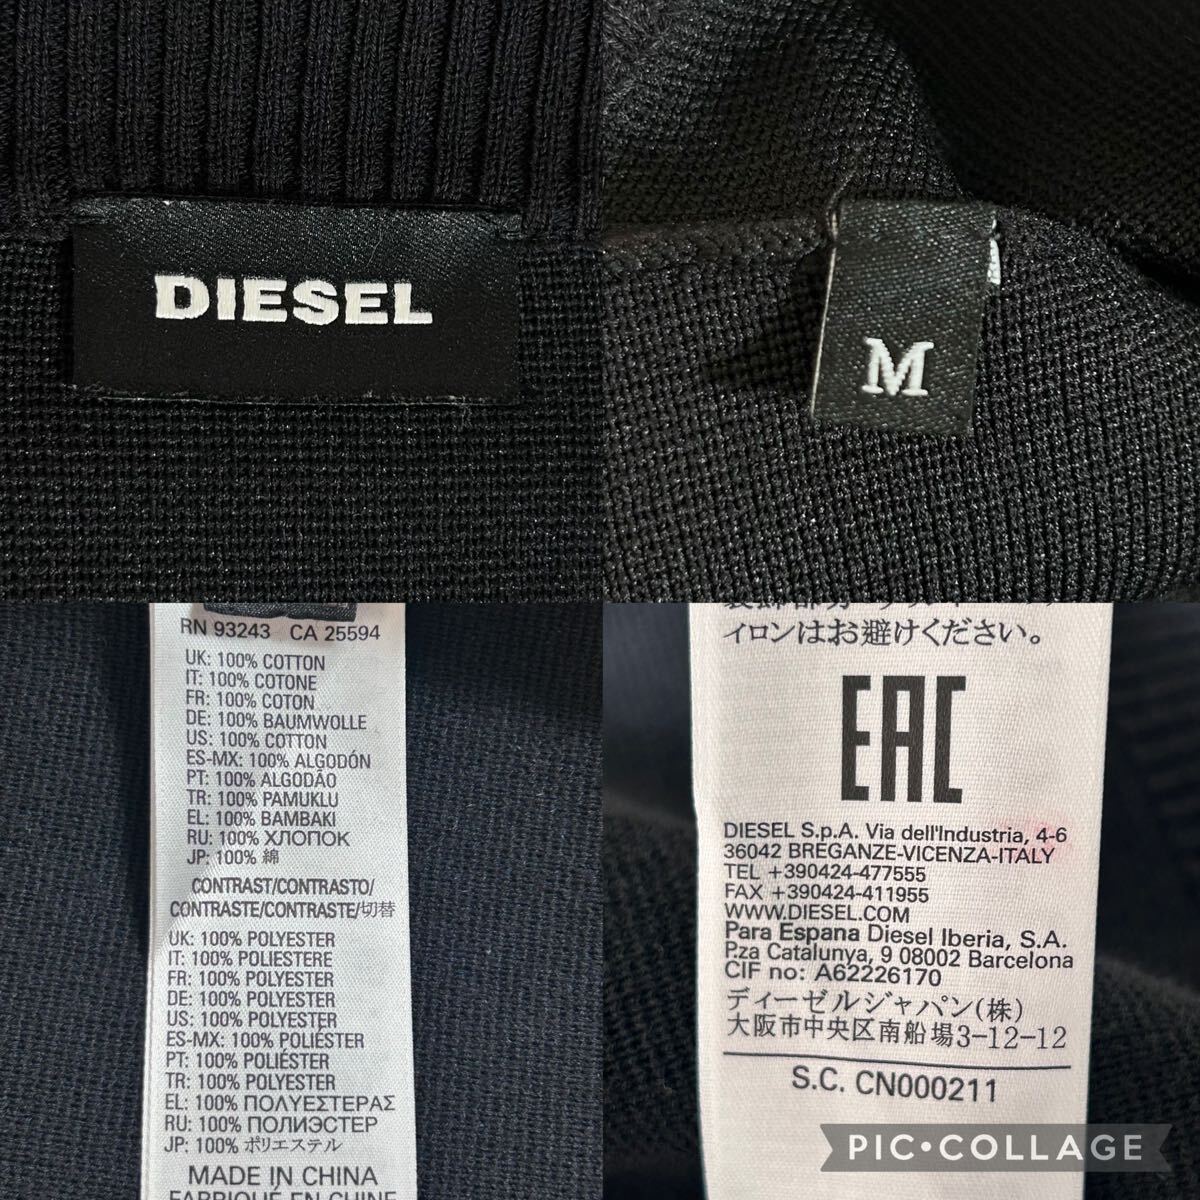 DIESEL
M
RN 93243 CA 25594
UK: 100% COTTON
IT: 100% COTONE
FR: 100% COTON
DE: 100% BAUMWOLLE
US: 100% COTTON
ES-MX: 100% ALGODÓN
PT: 100% ALGODÃO
TR: 100% PAMUKLU
EL: 100% BAMBAKI
RU: 100% ХЛОПОК
JP: 100% 綿
CONTRAST/CONTRASTO/
CONTRASTE/CONTRASTE/切替
UK: 100% POLYESTER
IT: 100% POLIESTERE
FR: 100% POLYESTER
DE: 100% POLYESTER
US: 100% POLYESTER
ES-MX: 100% POLIÉSTER
PT: 100% POLIÉSTER
TR: 100% POLYESTER
EL: 100% ΠΟΛΥΕΣΤΕΡΑΣ
RU: 100% ПОЛИЭСТЕР
JP: 100% ポリエステル
MADE IN CHINA
FABRIQUÉ EN CHINE
イロンはお避けください。
EAC
DIESEL S.p.A. Via dell'Industria, 4-6
36042 BREGANZE-VICENZA-ITALY
TEL +390424-477555
FAX +390424-411955
WWW.DIESEL.COM
Para Espana Diesel Iberia, S.A.
P.za Catalunya, 9 08002 Barcelona
CIF no: A62226170
ディーゼルジャパン(株)
大阪市中央区南船場3-12-12
S.C. CN000211
PIC•COLLAGE